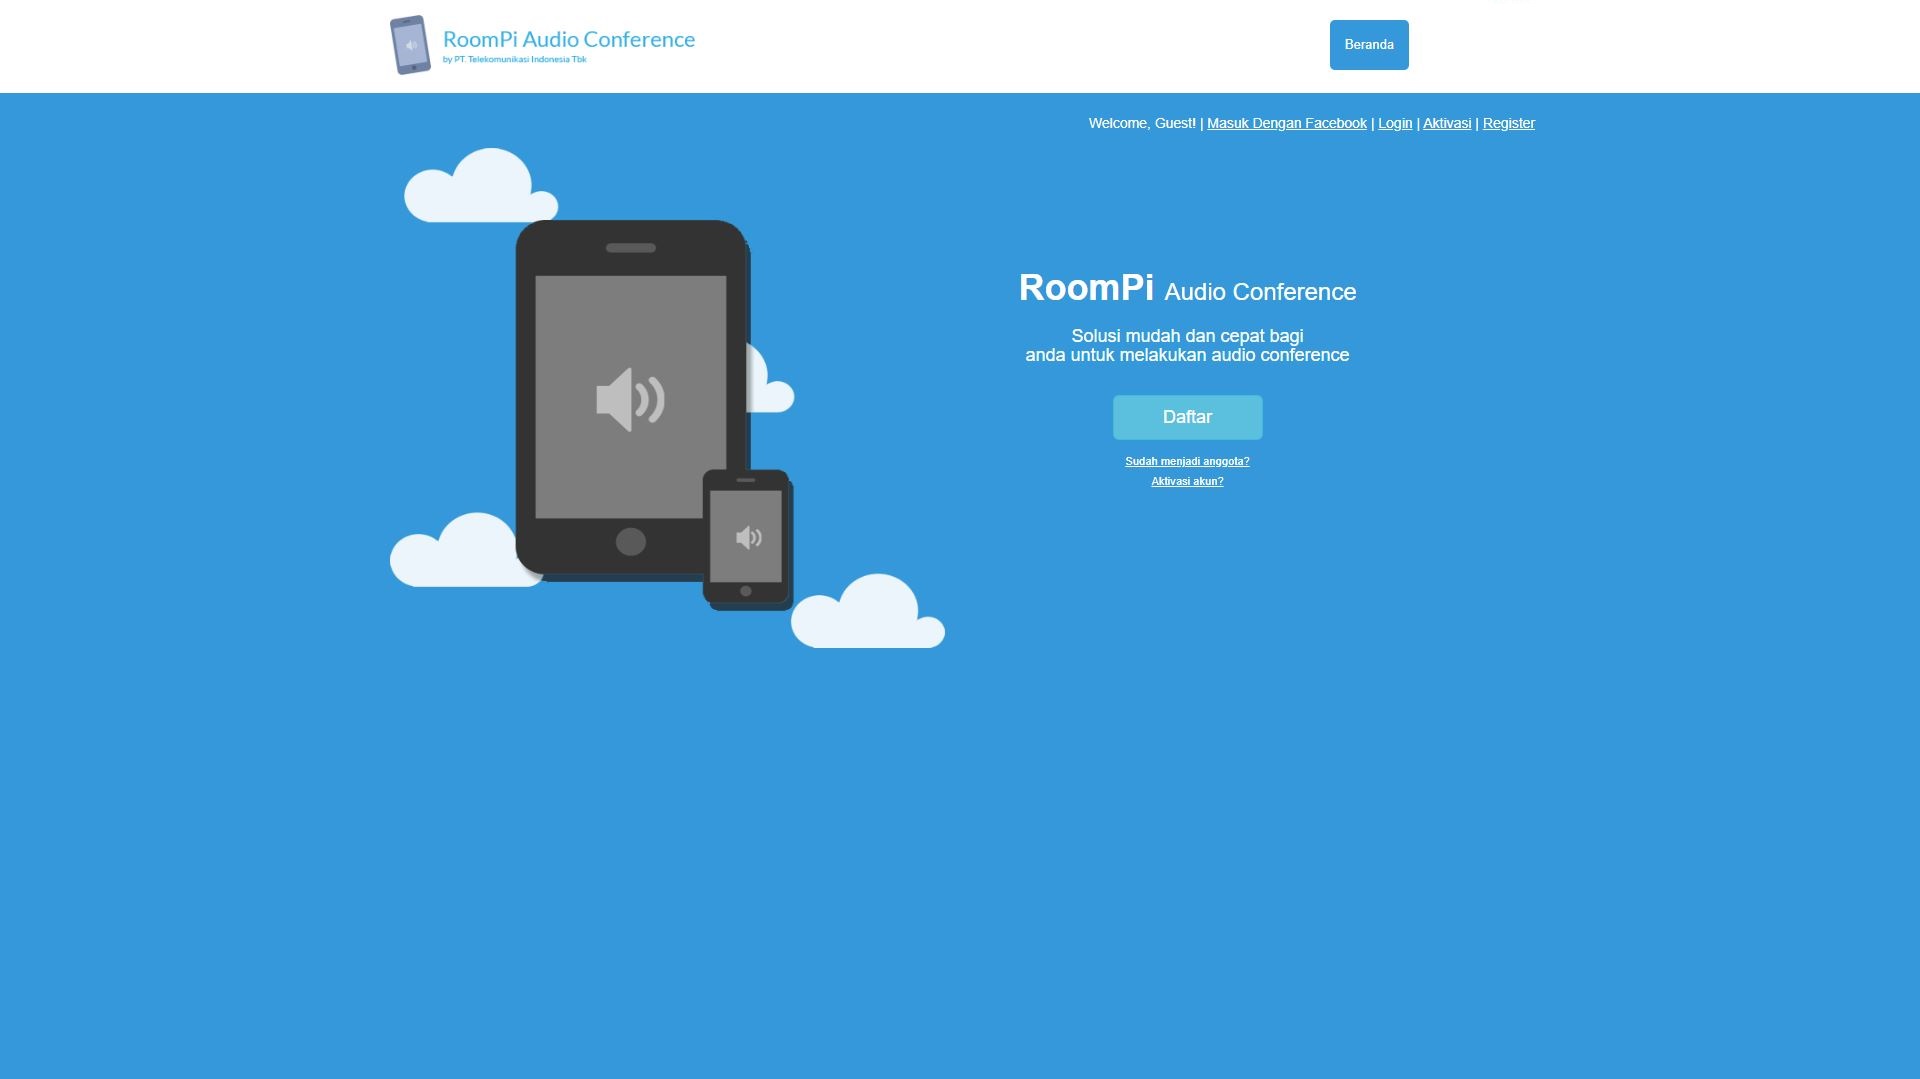 RoomPi Audio Conference
by PT. Telekomunikasi Indonesia Tbk
Beranda
Welcome, Guest! | Masuk Dengan Facebook | Login | Aktivasi | Register
RoomPi Audio Conference
Solusi mudah dan cepat bagi
anda untuk melakukan audio conference
Daftar
Sudah menjadi anggota?
Aktivasi akun?